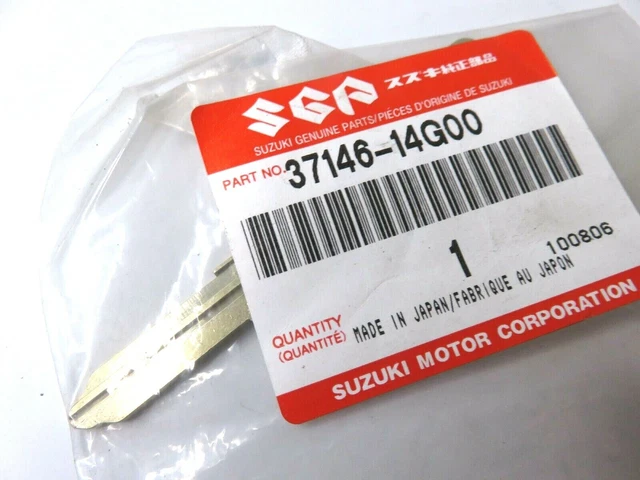 SGP スズキ純正部品
SUZUKI GENUINE PARTS/PIÈCES D'ORIGINE DE SUZUKI
PART NO. 37146-14G00
1 100806
QUANTITY
(QUANTITÉ) MADE IN JAPAN/FABRIQUE AU JAPON
SUZUKI MOTOR CORPORATION